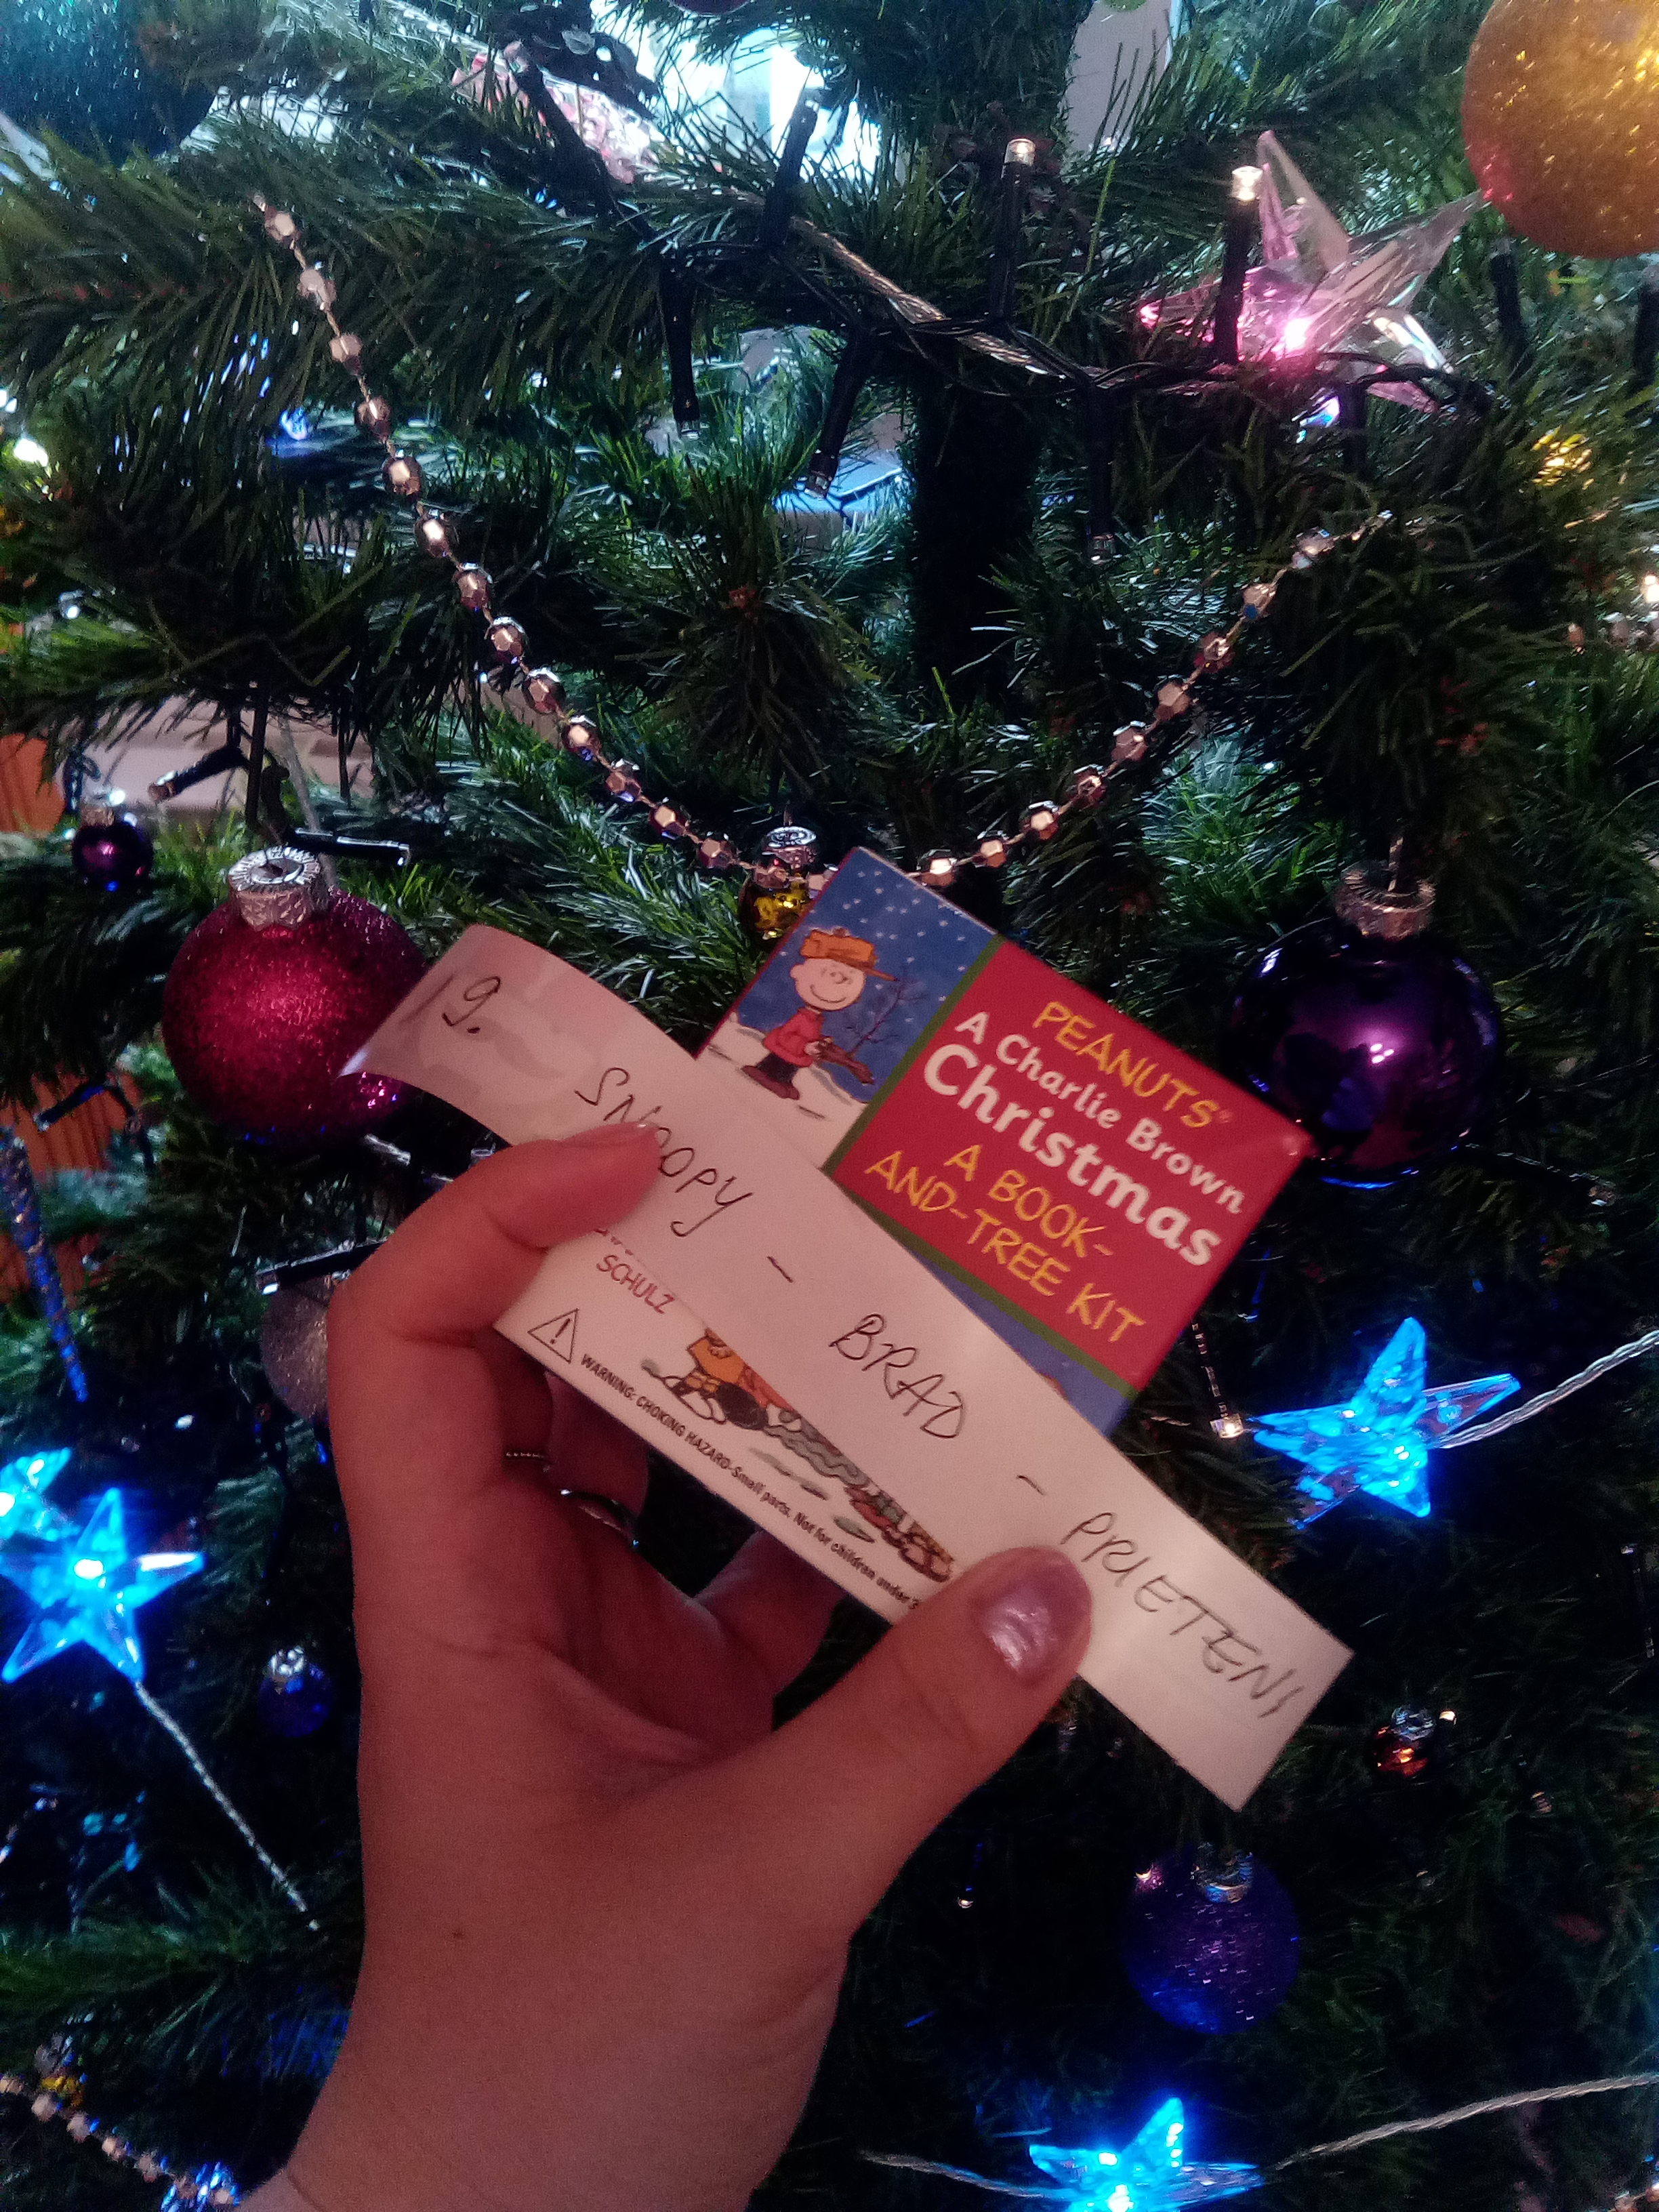 19. SNOOPY - BRAD - PRIETENI
PEANUTS®
A Charlie Brown
Christmas
A BOOK-
AND-TREE KIT
SCHULZ
WARNING: CHOKING HAZARD-Small parts. Not for children under 3